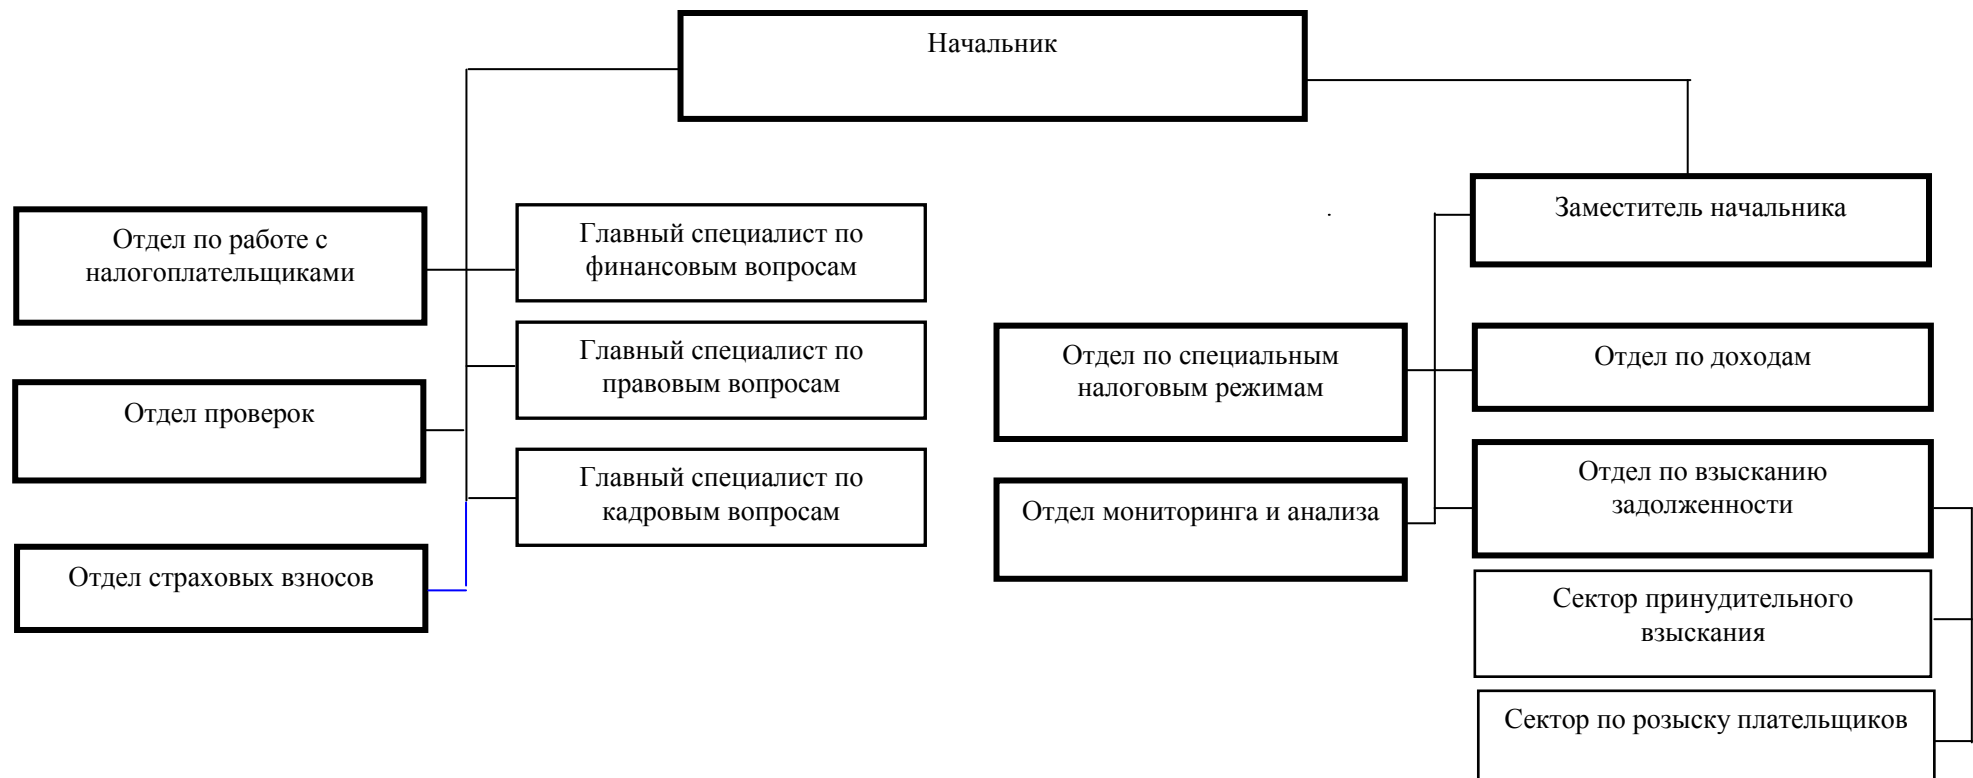 Начальник
Заместитель начальника
Отдел по работе с
налогоплательщиками
Главный специалист по
финансовым вопросам
Отдел по специальным
налоговым режимам
Отдел по доходам
Главный специалист по
правовым вопросам
Отдел проверок
Отдел мониторинга и анализа
Отдел по взысканию
задолженности
Главный специалист по
кадровым вопросам
Отдел страховых взносов
Сектор принудительного
взыскания
Сектор по розыску плательщиков